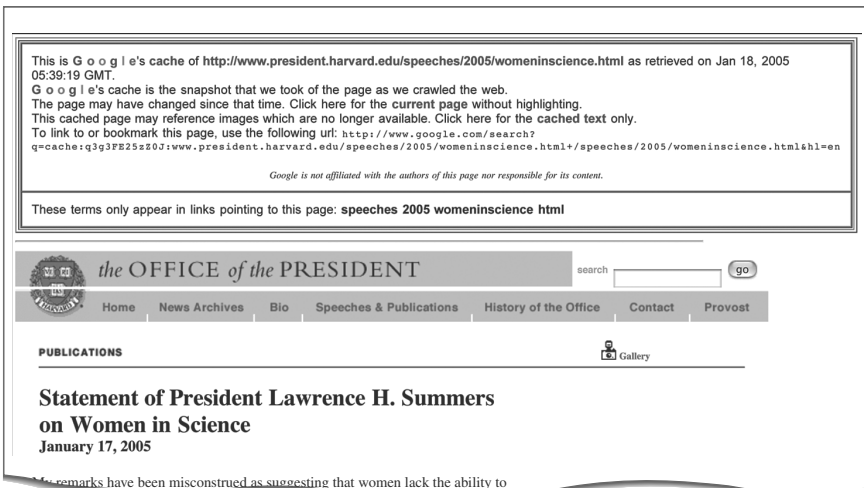 This is G o o g l e's cache of http://www.president.harvard.edu/speeches/2005/womeninscience.html as retrieved on Jan 18, 2005
05:39:19 GMT.
G o o g l e's cache is the snapshot that we took of the page as we crawled the web.
The page may have changed since that time. Click here for the current page without highlighting.
This cached page may reference images which are no longer available. Click here for the cached text only.
To link to or bookmark this page, use the following url: http://www.google.com/search?
q=cache:q3g3FE25zZ0J:www.president.harvard.edu/speeches/2005/womeninscience.html+/speeches/2005/womeninscience.html&hl=en
Google is not affiliated with the authors of this page nor responsible for its content.
These terms only appear in links pointing to this page: speeches 2005 womeninscience html
the OFFICE of the PRESIDENT
search
go
HARVARD
Home News Archives Bio Speeches & Publications History of the Office Contact Provost
PUBLICATIONS
Gallery
Statement of President Lawrence H. Summers
on Women in Science
January 17, 2005
My remarks have been misconstrued as suggesting that women lack the ability to